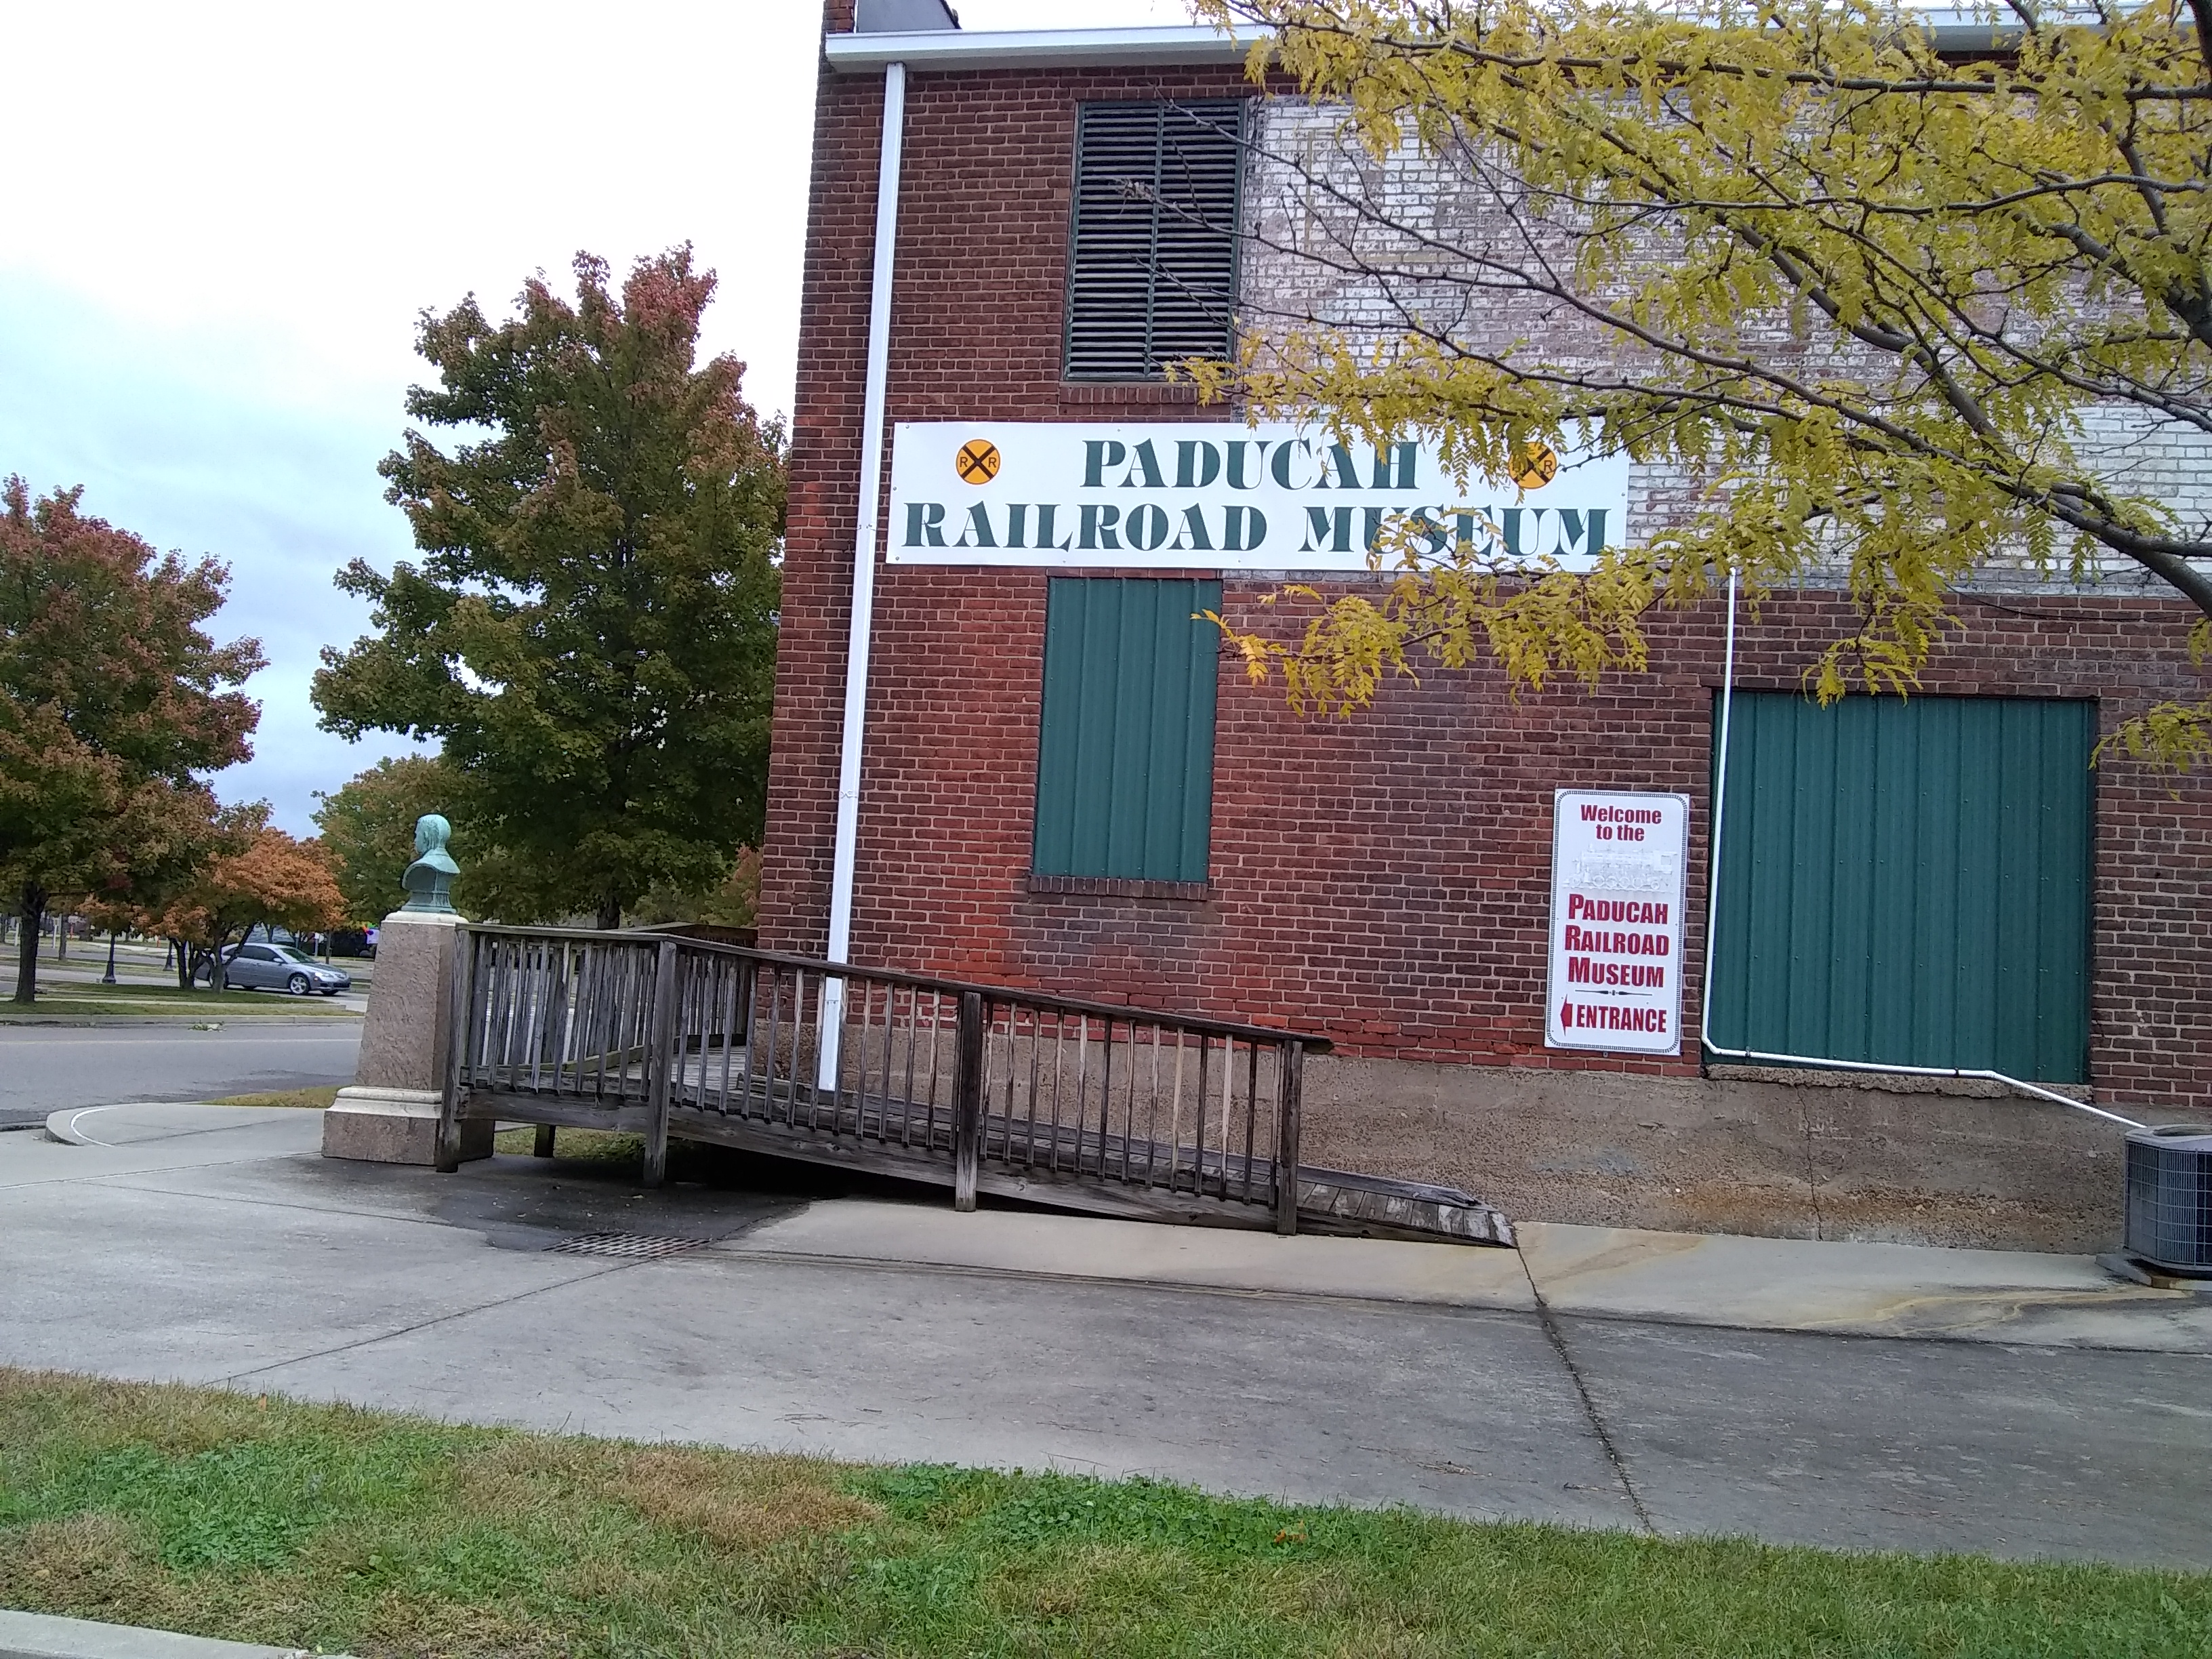 R R
PADUCAH
R R
RAILROAD MUSEUM
Welcome
to the
PADUCAH
RAILROAD
MUSEUM
ENTRANCE